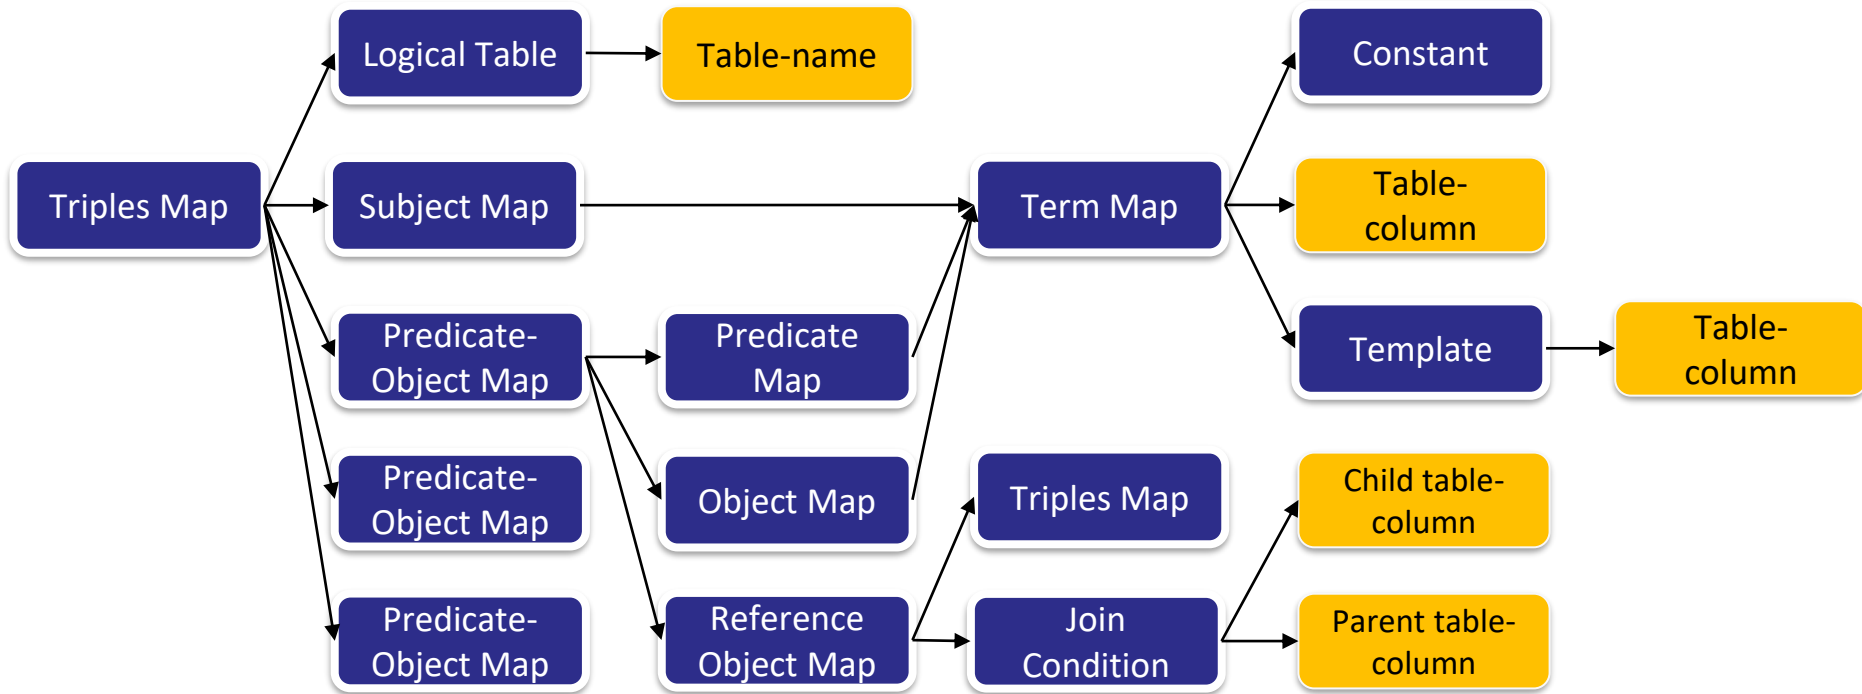 Logical Table
Table-name
Constant
Triples Map
Subject Map
Term Map
Table-
column
Predicate-
Object Map
Predicate
Map
Template
Table-
column
Predicate-
Object Map
Object Map
Triples Map
Child table-
column
Predicate-
Object Map
Reference
Object Map
Join
Condition
Parent table-
column